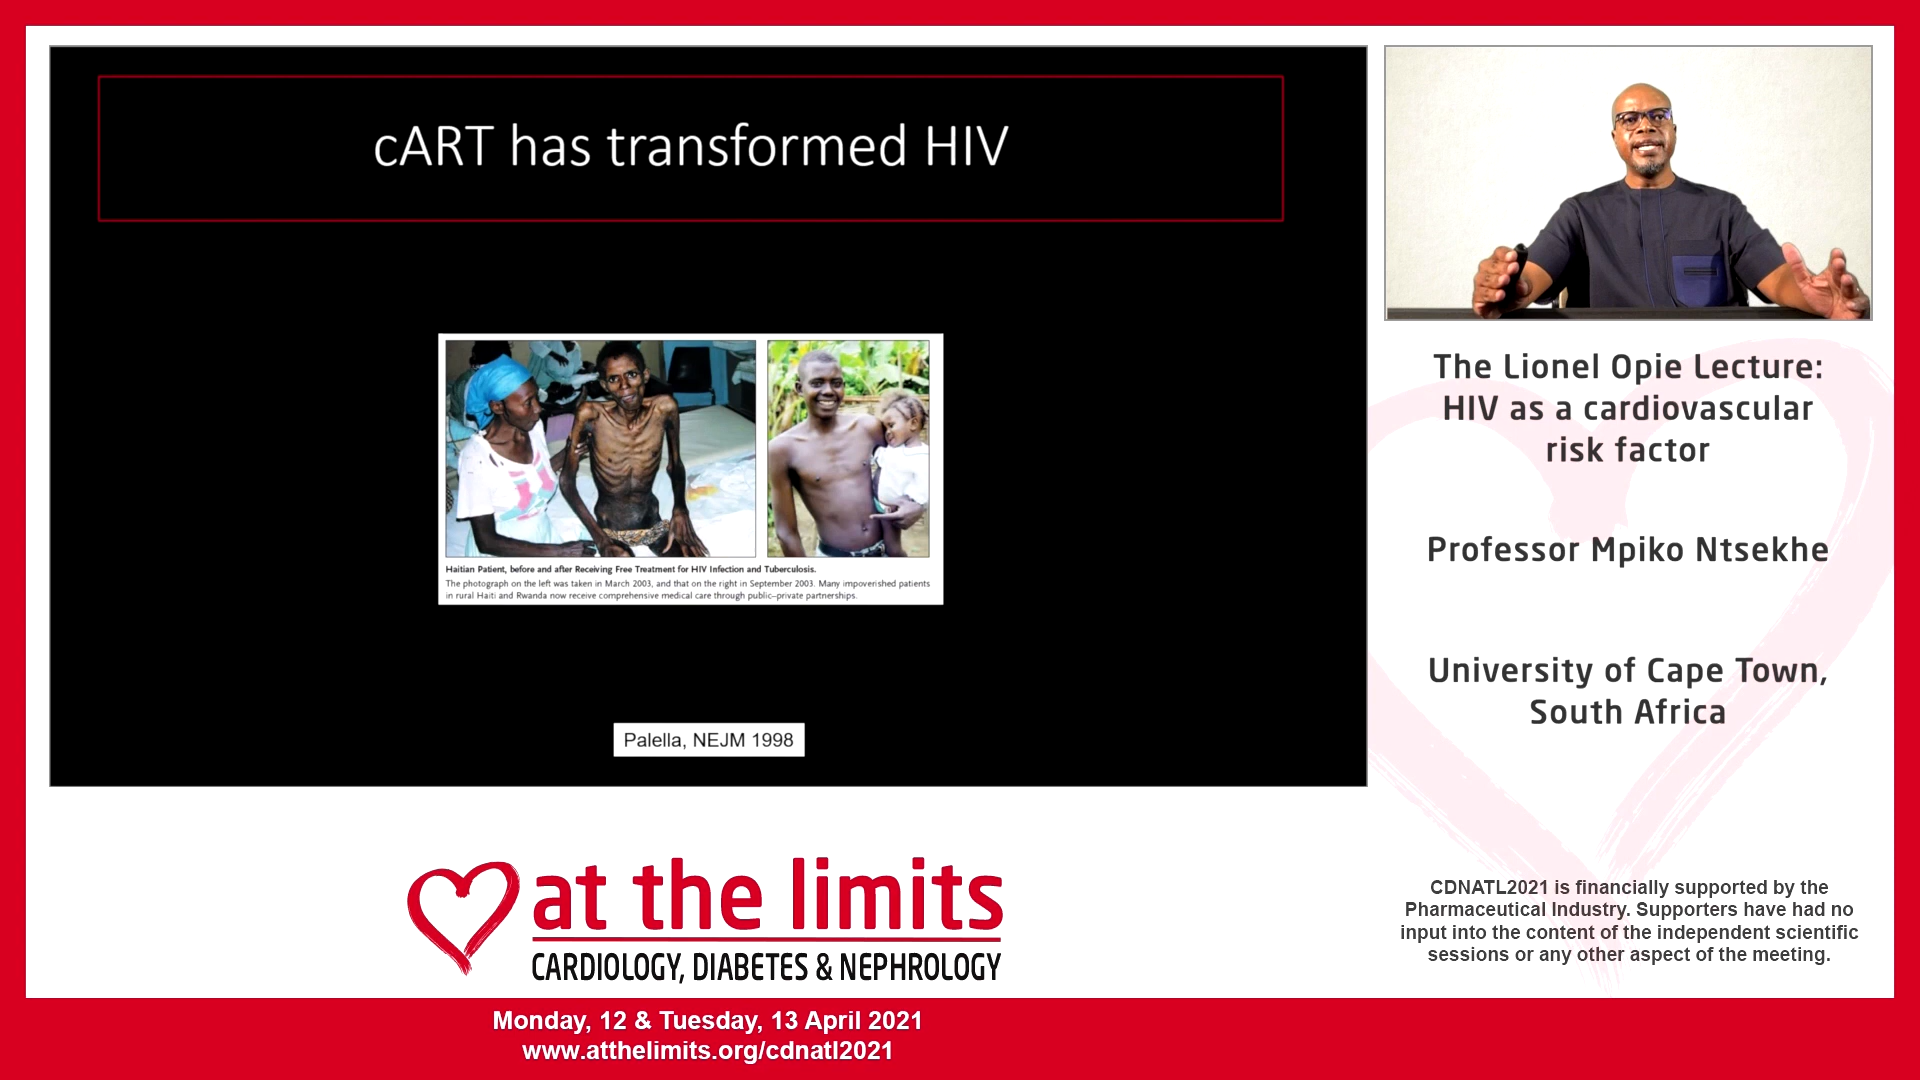 cART has transformed HIV
Haitian Patient, before and after Receiving Free Treatment for HIV Infection and Tuberculosis.
The photograph on the left was taken in March 2003, and that on the right in September 2003. Many impoverished patients
in rural Haiti and Rwanda now receive comprehensive medical care through public–private partnerships.
Palella, NEJM 1998
The Lionel Opie Lecture:
HIV as a cardiovascular
risk factor
Professor Mpiko Ntsekhe
University of Cape Town,
South Africa
at the limits
CARDIOLOGY, DIABETES & NEPHROLOGY
CDNATL2021 is financially supported by the
Pharmaceutical Industry. Supporters have had no
input into the content of the independent scientific
sessions or any other aspect of the meeting.
Monday, 12 & Tuesday, 13 April 2021
www.atthelimits.org/cdnatl2021